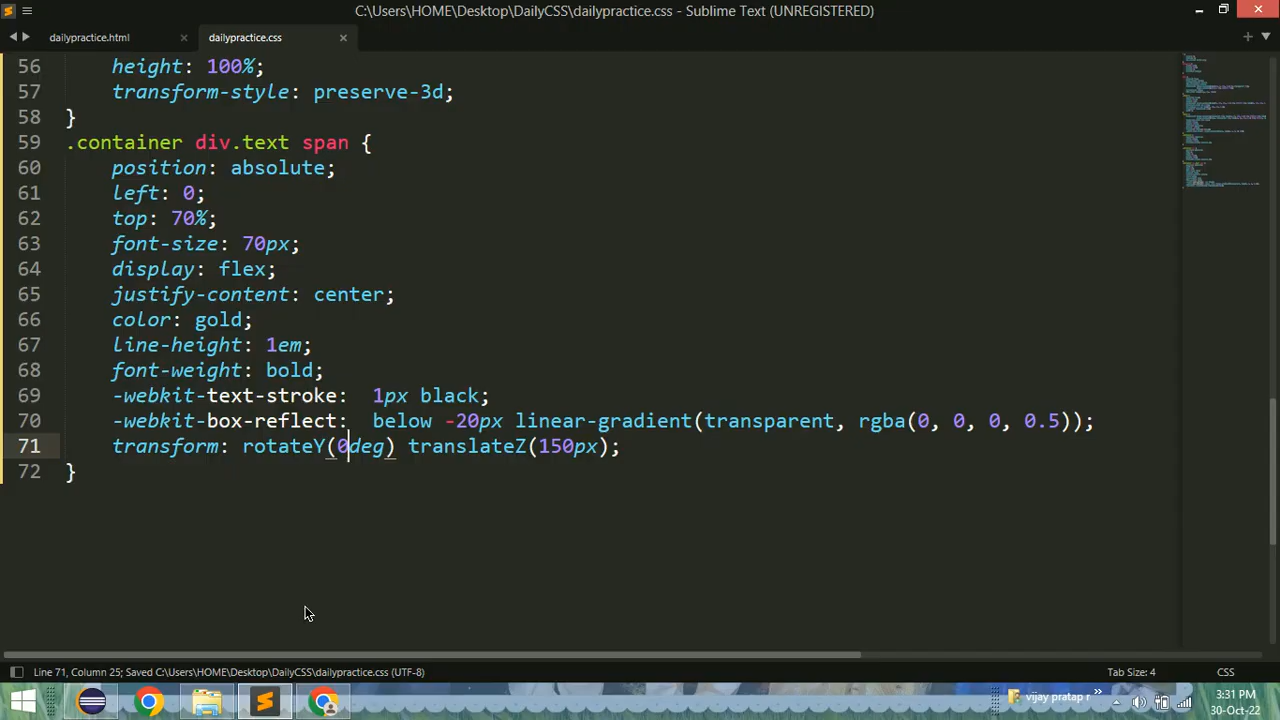 C:\Users\HOME\Desktop\DailyCSS\dailypractice.css - Sublime Text (UNREGISTERED)
dailypractice.html
dailypractice.css
56 height: 100%;
57 transform-style: preserve-3d;
58 }
59 .container div.text span {
60 position: absolute;
61 left: 0;
62 top: 70%;
63 font-size: 70px;
64 display: flex;
65 justify-content: center;
66 color: gold;
67 line-height: 1em;
68 font-weight: bold;
69 -webkit-text-stroke:  1px black;
70 -webkit-box-reflect:  below -20px linear-gradient(transparent, rgba(0, 0, 0, 0.5));
71 transform: rotateY(0deg) translateZ(150px);
72 }
Line 71, Column 25; Saved C:\Users\HOME\Desktop\DailyCSS\dailypractice.css (UTF-8)
Tab Size: 4
CSS
vijay pratap r
3:31 PM
30-Oct-22